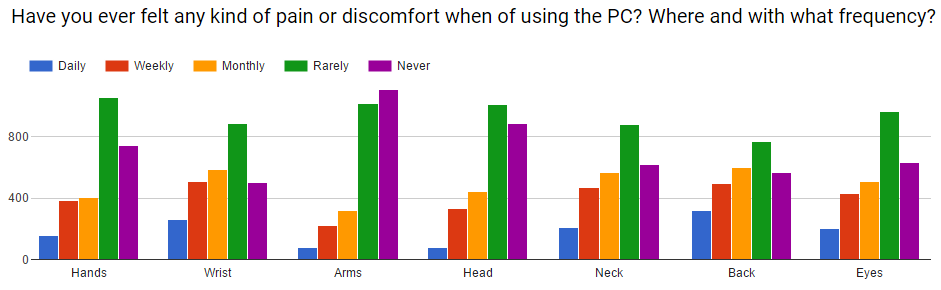 Have you ever felt any kind of pain or discomfort when of using the PC? Where and with what frequency?
Daily Weekly Monthly Rarely Never
800
400
0
Hands Wrist Arms Head Neck Back Eyes